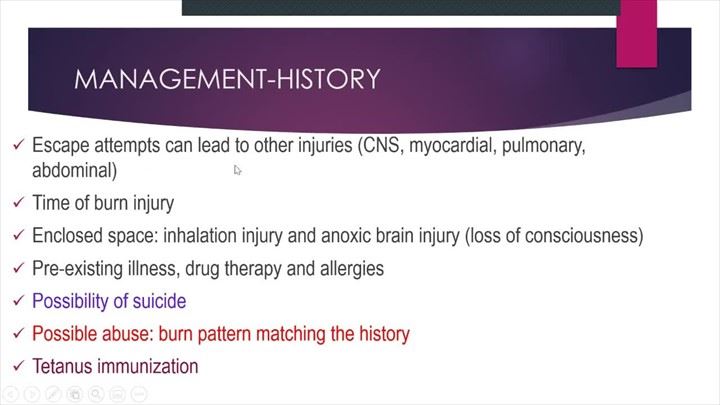 MANAGEMENT-HISTORY
✓ Escape attempts can lead to other injuries (CNS, myocardial, pulmonary,
abdominal)
✓ Time of burn injury
✓ Enclosed space: inhalation injury and anoxic brain injury (loss of consciousness)
✓ Pre-existing illness, drug therapy and allergies
✓ Possibility of suicide
✓ Possible abuse: burn pattern matching the history
✓ Tetanus immunization